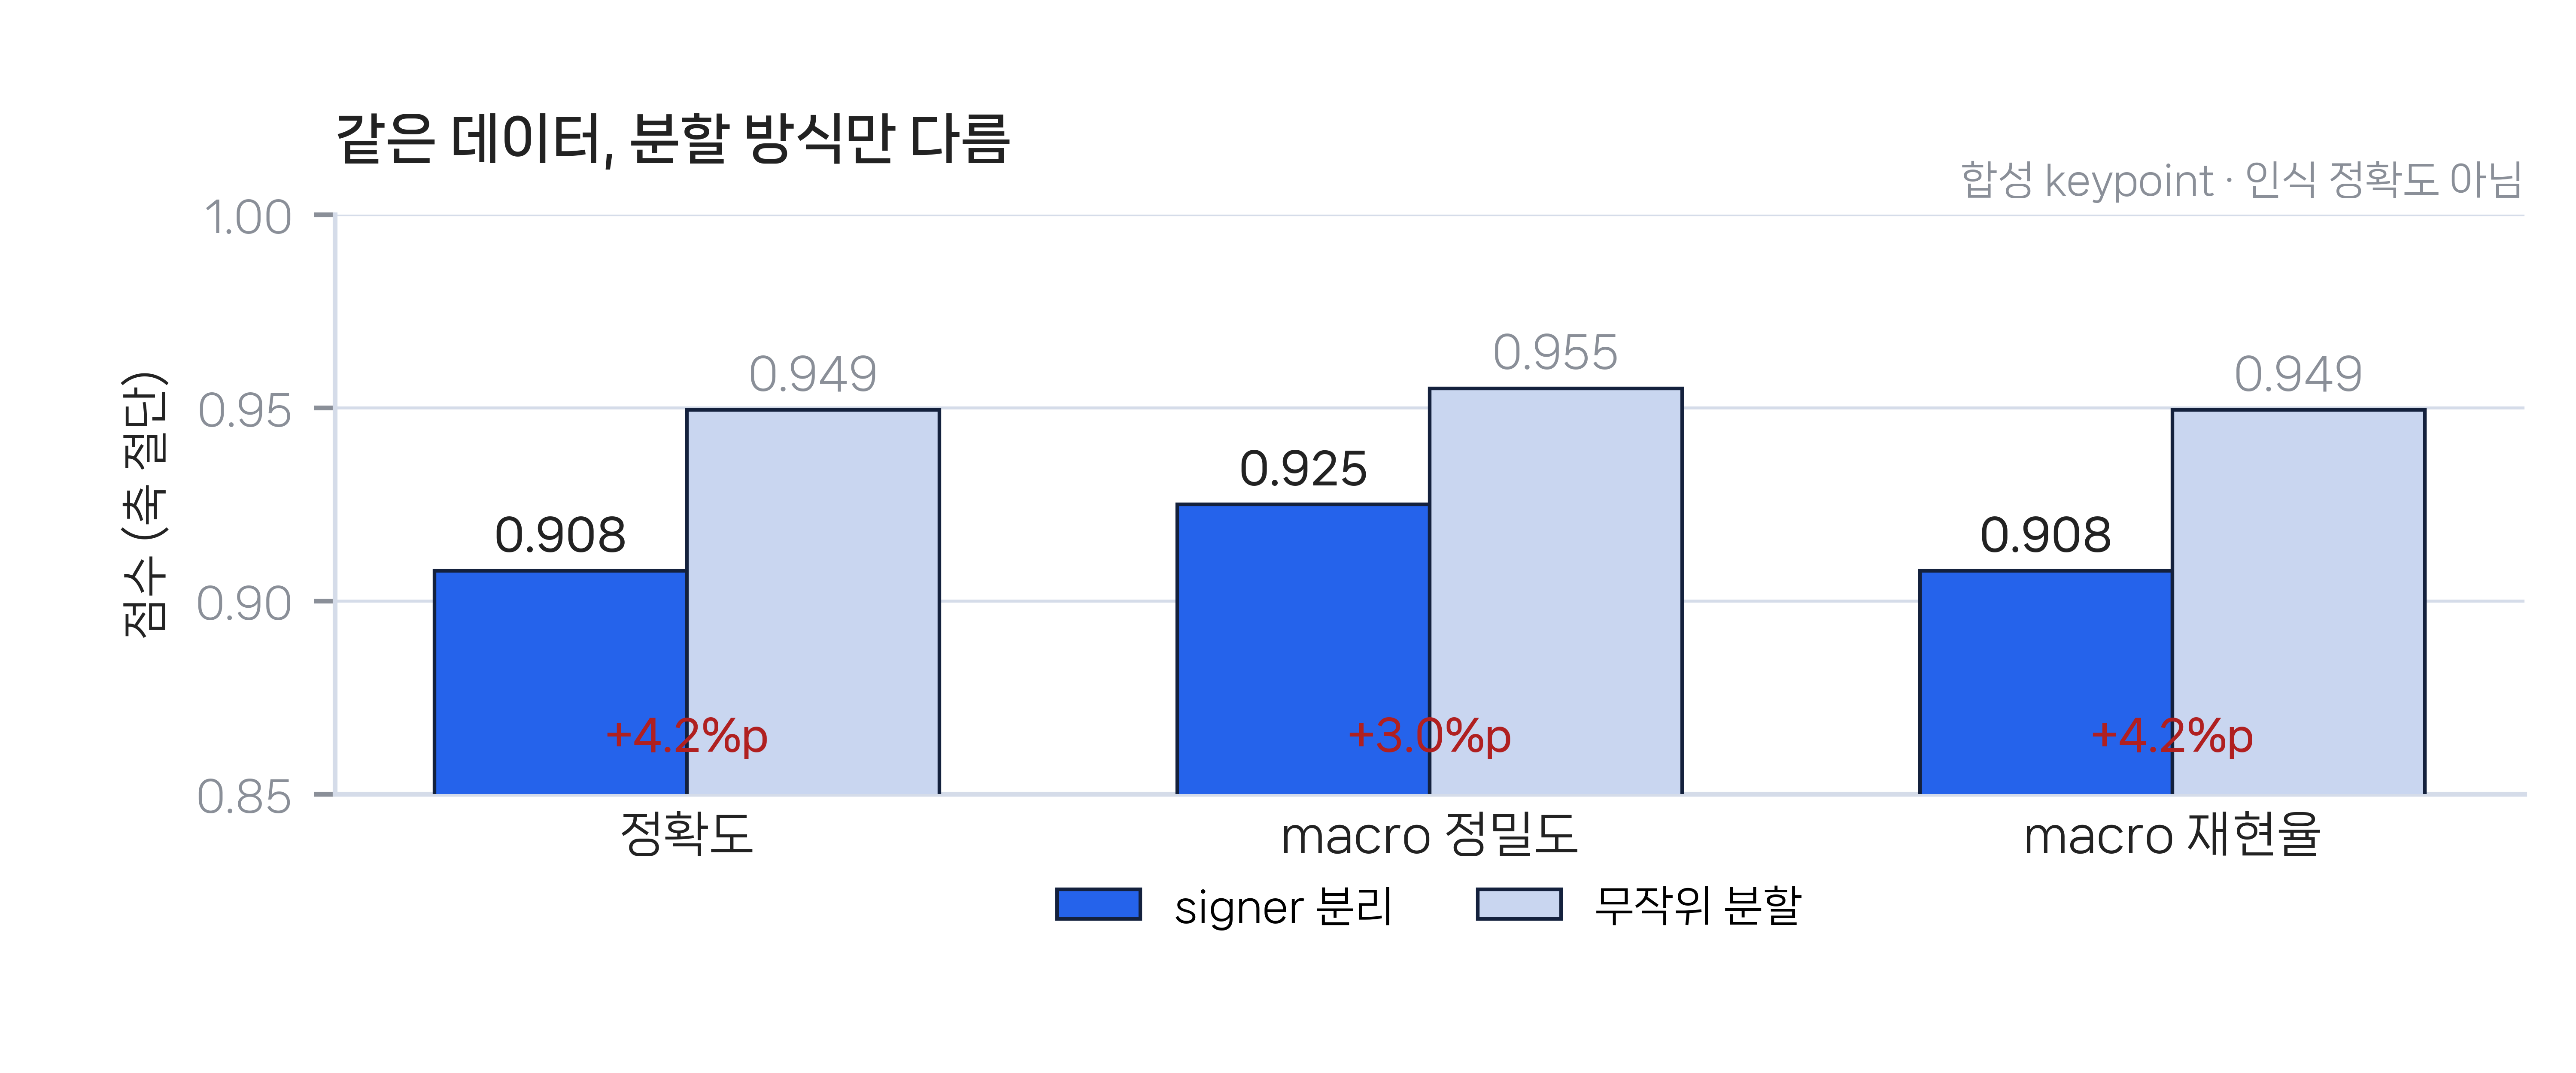 같은 데이터, 분할 방식만 다름
합성 keypoint · 인식 정확도 아님
점수 (축 절단)
1.00
0.95
0.90
0.85
0.908
0.949
+4.2%p
0.925
0.955
+3.0%p
0.908
0.949
+4.2%p
정확도
macro 정밀도
macro 재현율
signer 분리
무작위 분할